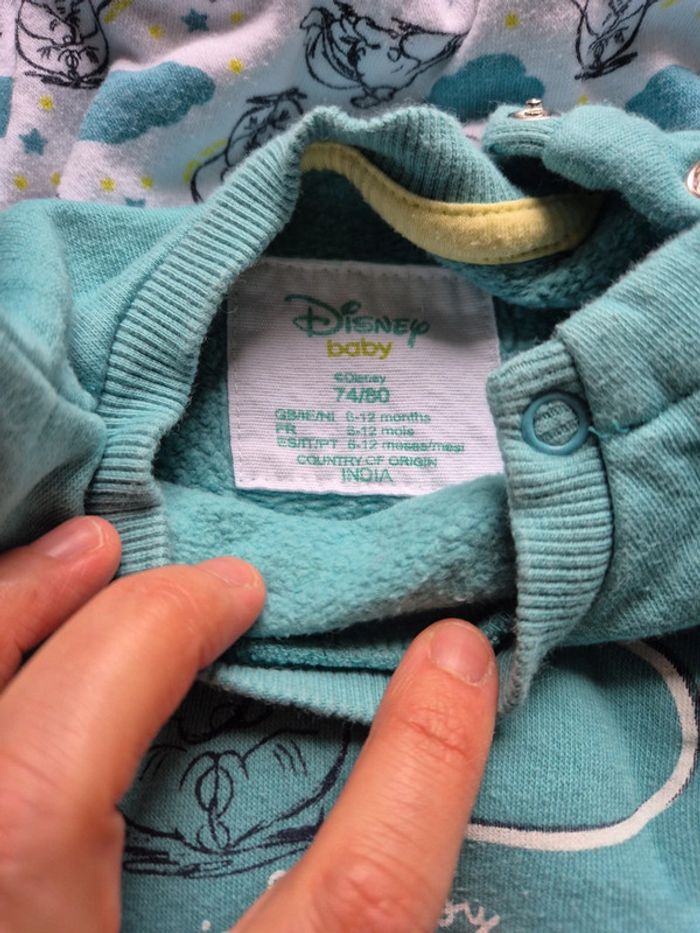 Disney
baby
©Disney
74/80
GB/IE/NI 6-12 months
FR 6-12 mois
ES/IT/PT 6-12 meses/mesi
COUNTRY OF ORIGIN
INDIA